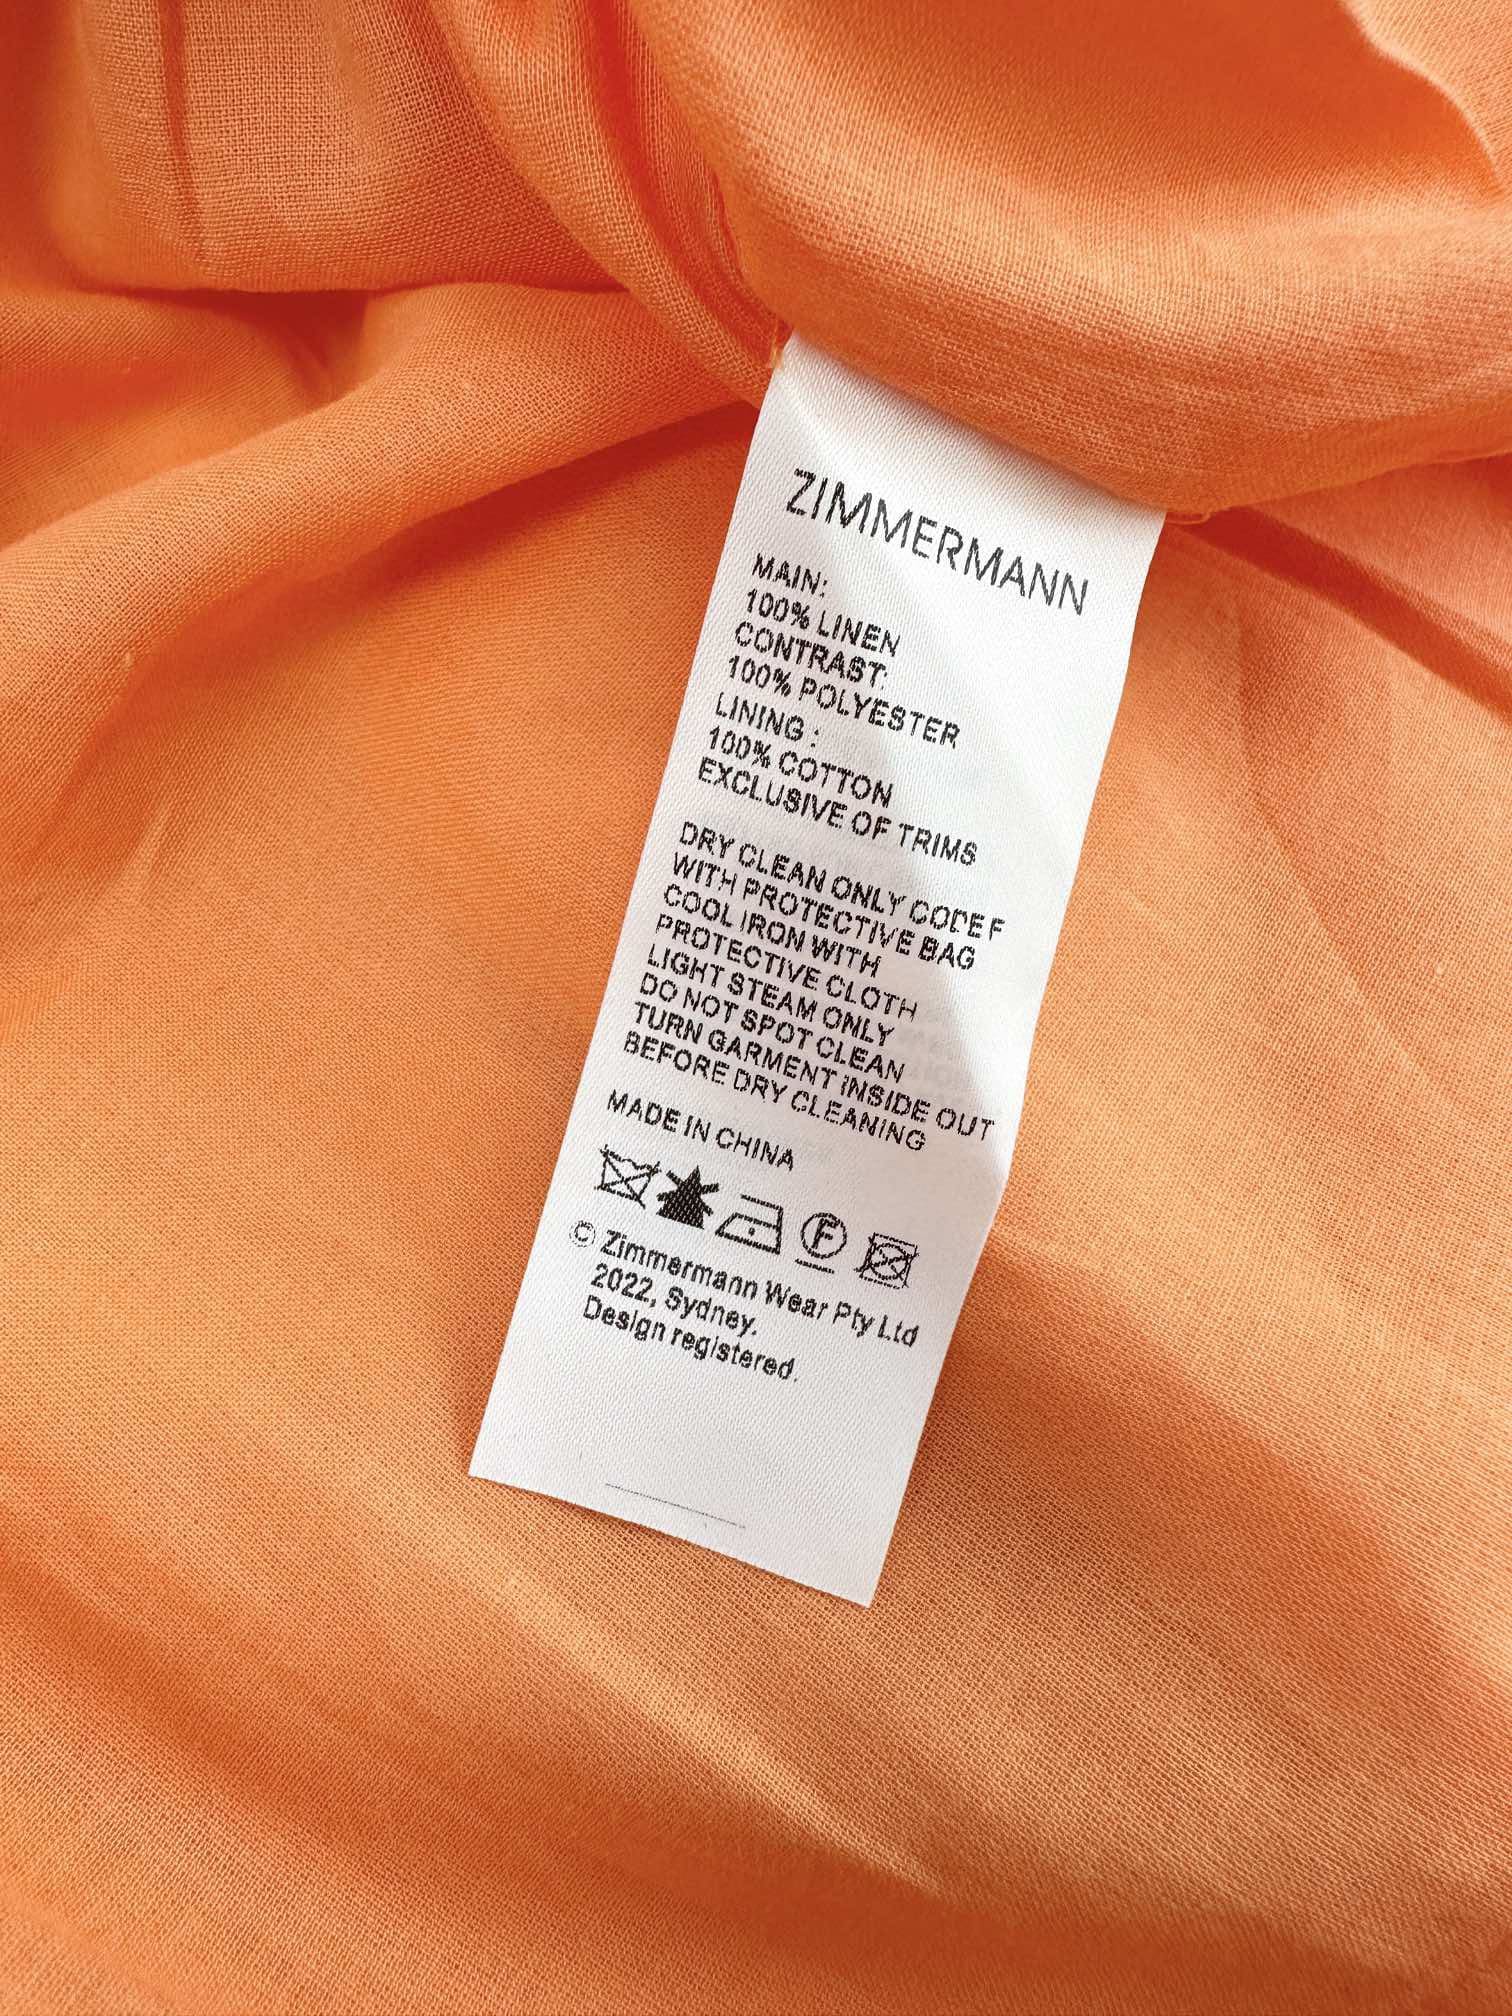 ZIMMERMANN
MAIN:
100% LINEN
CONTRAST:
100% POLYESTER
LINING :
100% COTTON
EXCLUSIVE OF TRIMS
DRY CLEAN ONLY CODE F
WITH PROTECTIVE BAG
COOL IRON WITH
PROTECTIVE CLOTH
LIGHT STEAM ONLY
DO NOT SPOT CLEAN
TURN GARMENT INSIDE OUT
BEFORE DRY CLEANING
MADE IN CHINA
F
© Zimmermann Wear Pty Ltd
2022, Sydney.
Design registered.